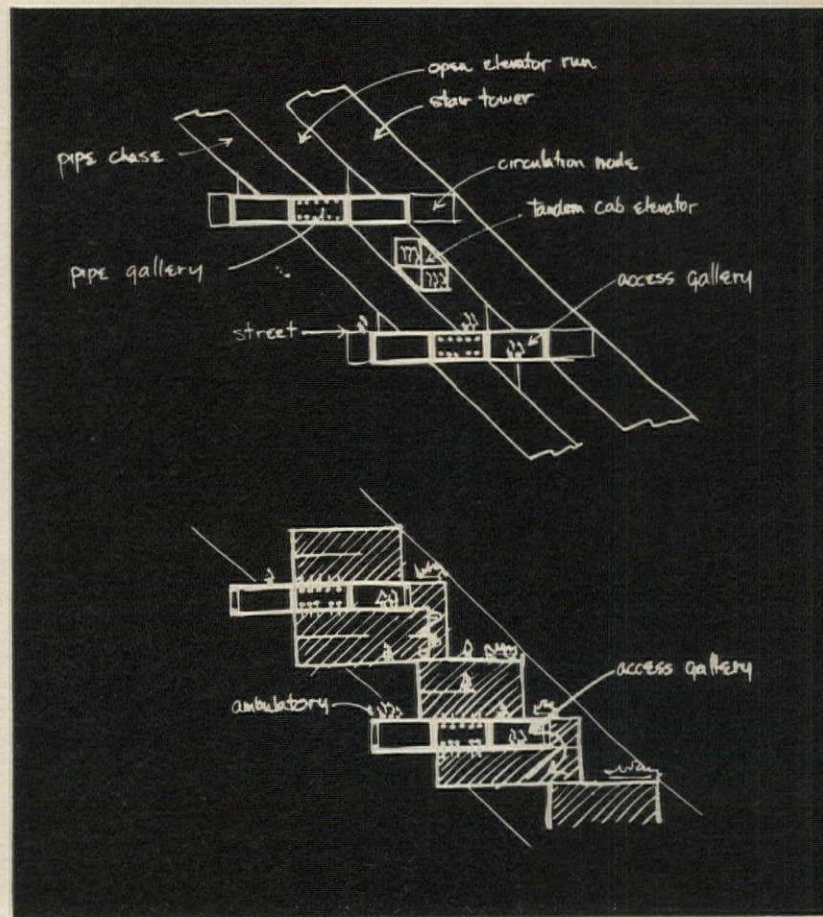 open elevator run
stair tower
pipe chase
circulation node
tandem cab elevator
pipe gallery
access gallery
street
access gallery
ambulatory